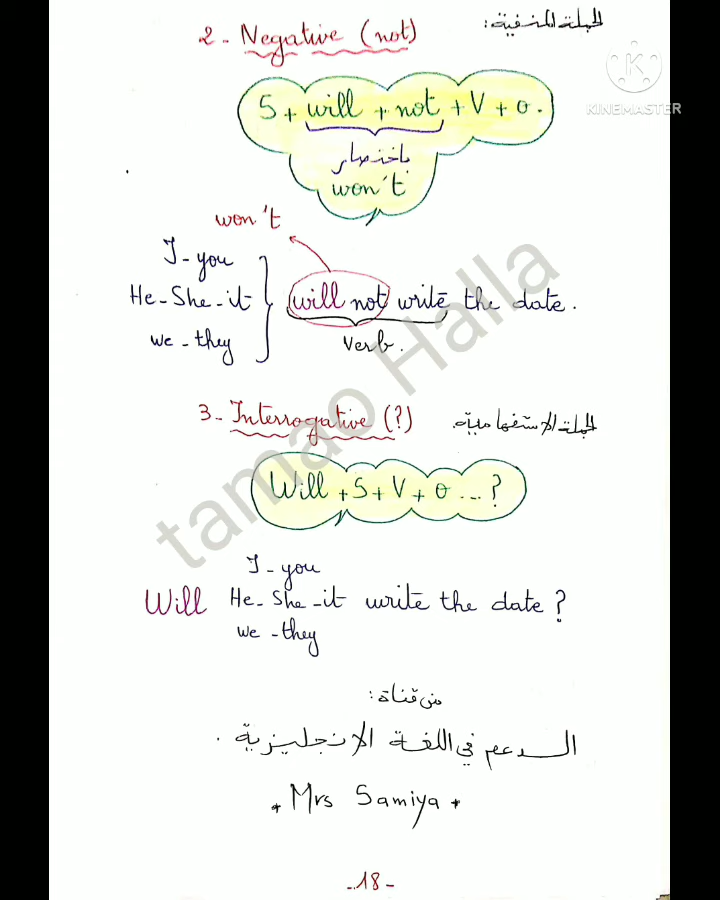 2- Negative (not) الجملة المنفية:
KINEMASTER
S + will + not + V + o.
باختصار
won't
won't
I - you
He - She - it will not write the date.
we - they Verb.
3- Interrogative (?) الجملة الاستفهامية.
Will + S + V + o ... ?
I - you
Will He - She - it write the date ?
we - they
من قناة:
الدعم في اللغة الإنجليزية.
* Mrs Samiya *
-18-
tamao Halla